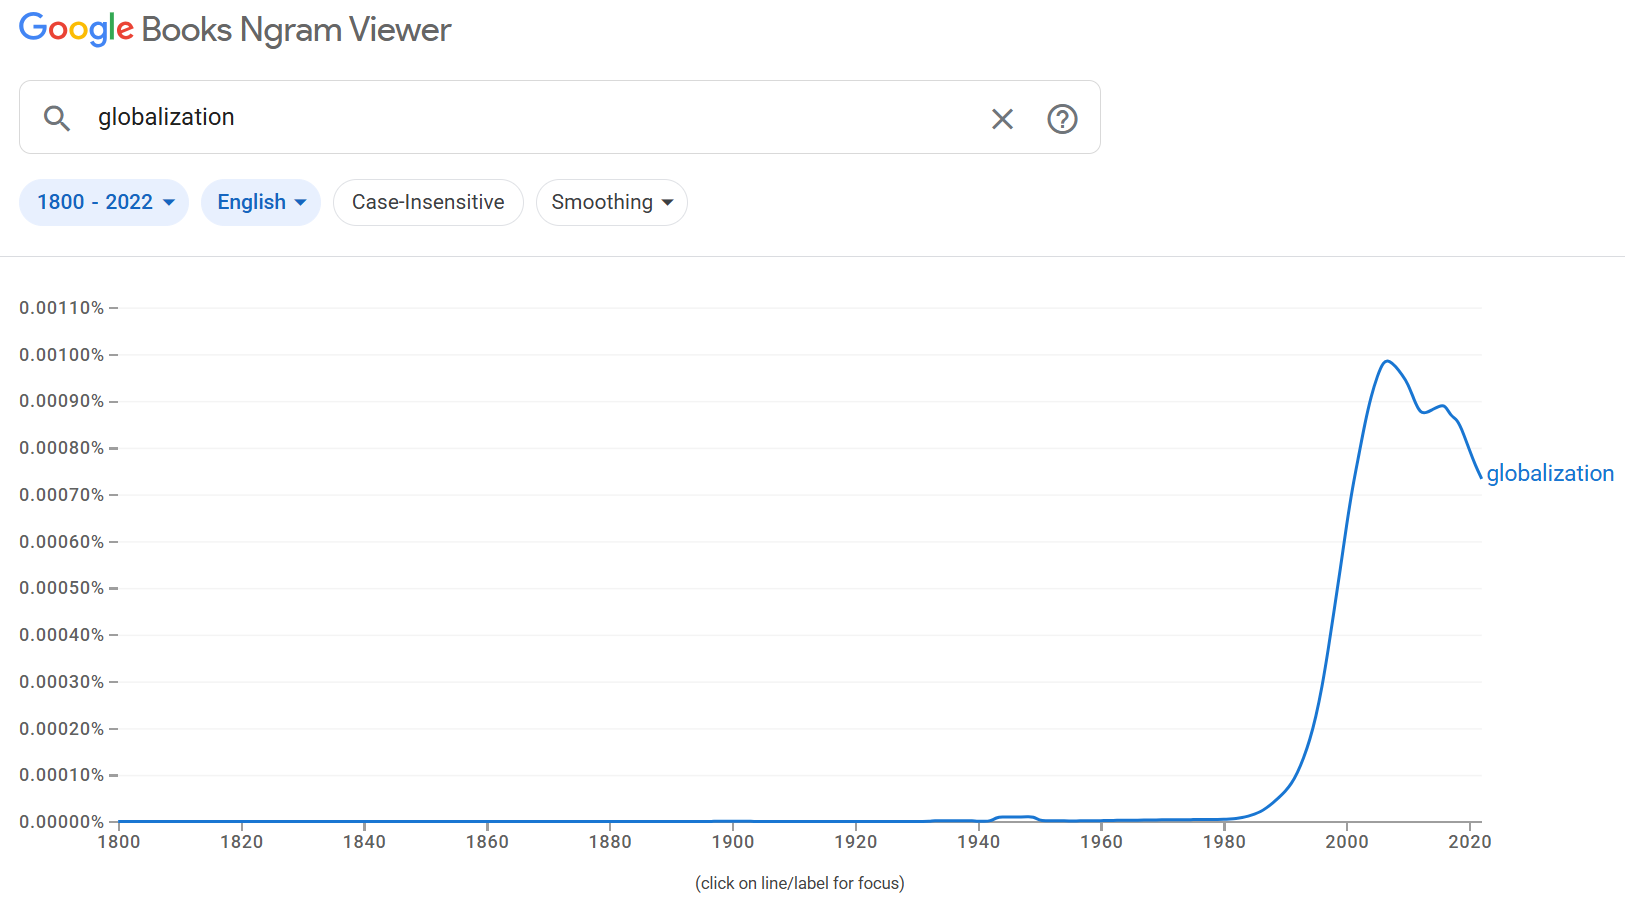 Google Books Ngram Viewer
globalization
1800 - 2022 English Case-Insensitive Smoothing
0.00110%
0.00100%
0.00090%
0.00080%
0.00070%
0.00060%
0.00050%
0.00040%
0.00030%
0.00020%
0.00010%
0.00000%
globalization
1800 1820 1840 1860 1880 1900 1920 1940 1960 1980 2000 2020
(click on line/label for focus)